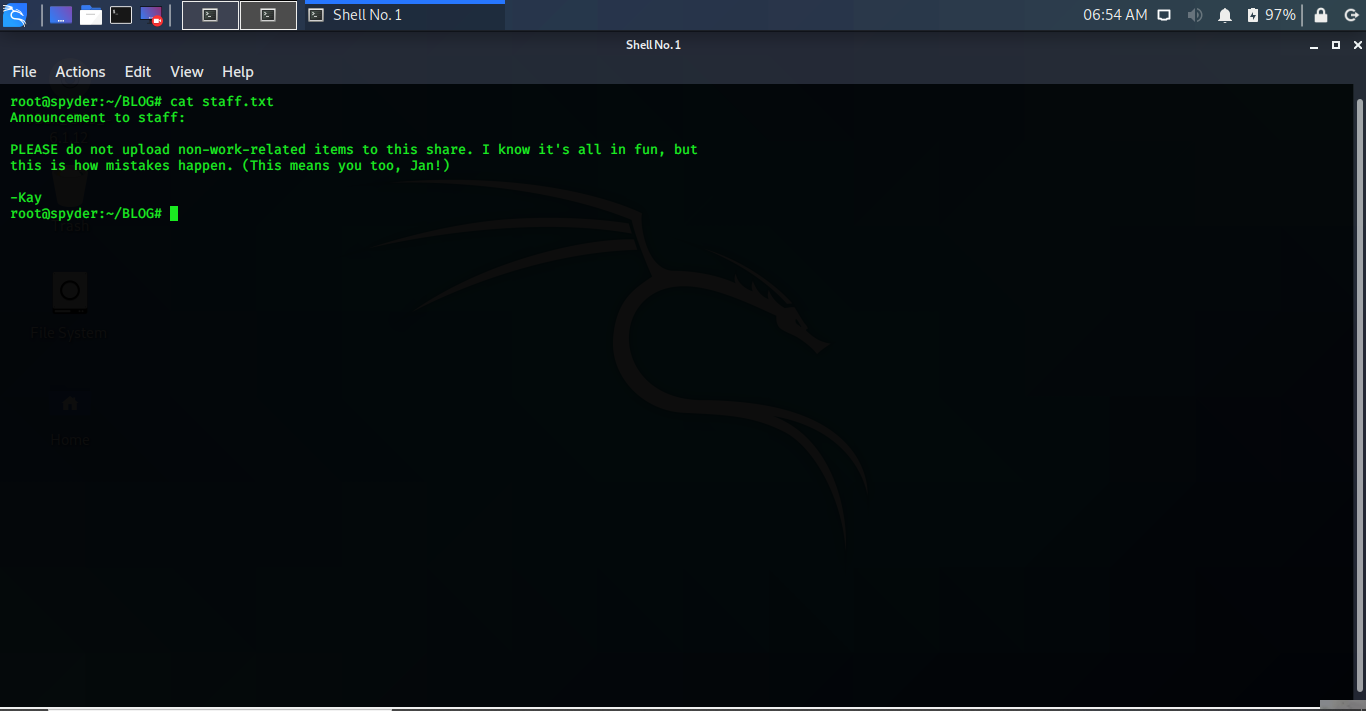 06:54 AM 97%
Shell No. 1
Shell No. 1
File Actions Edit View Help
root@spyder:~/BLOG# cat staff.txt
Announcement to staff:
PLEASE do not upload non-work-related items to this share. I know it's all in fun, but
this is how mistakes happen. (This means you too, Jan!)
-Kay
root@spyder:~/BLOG#
Trash
File System
Home